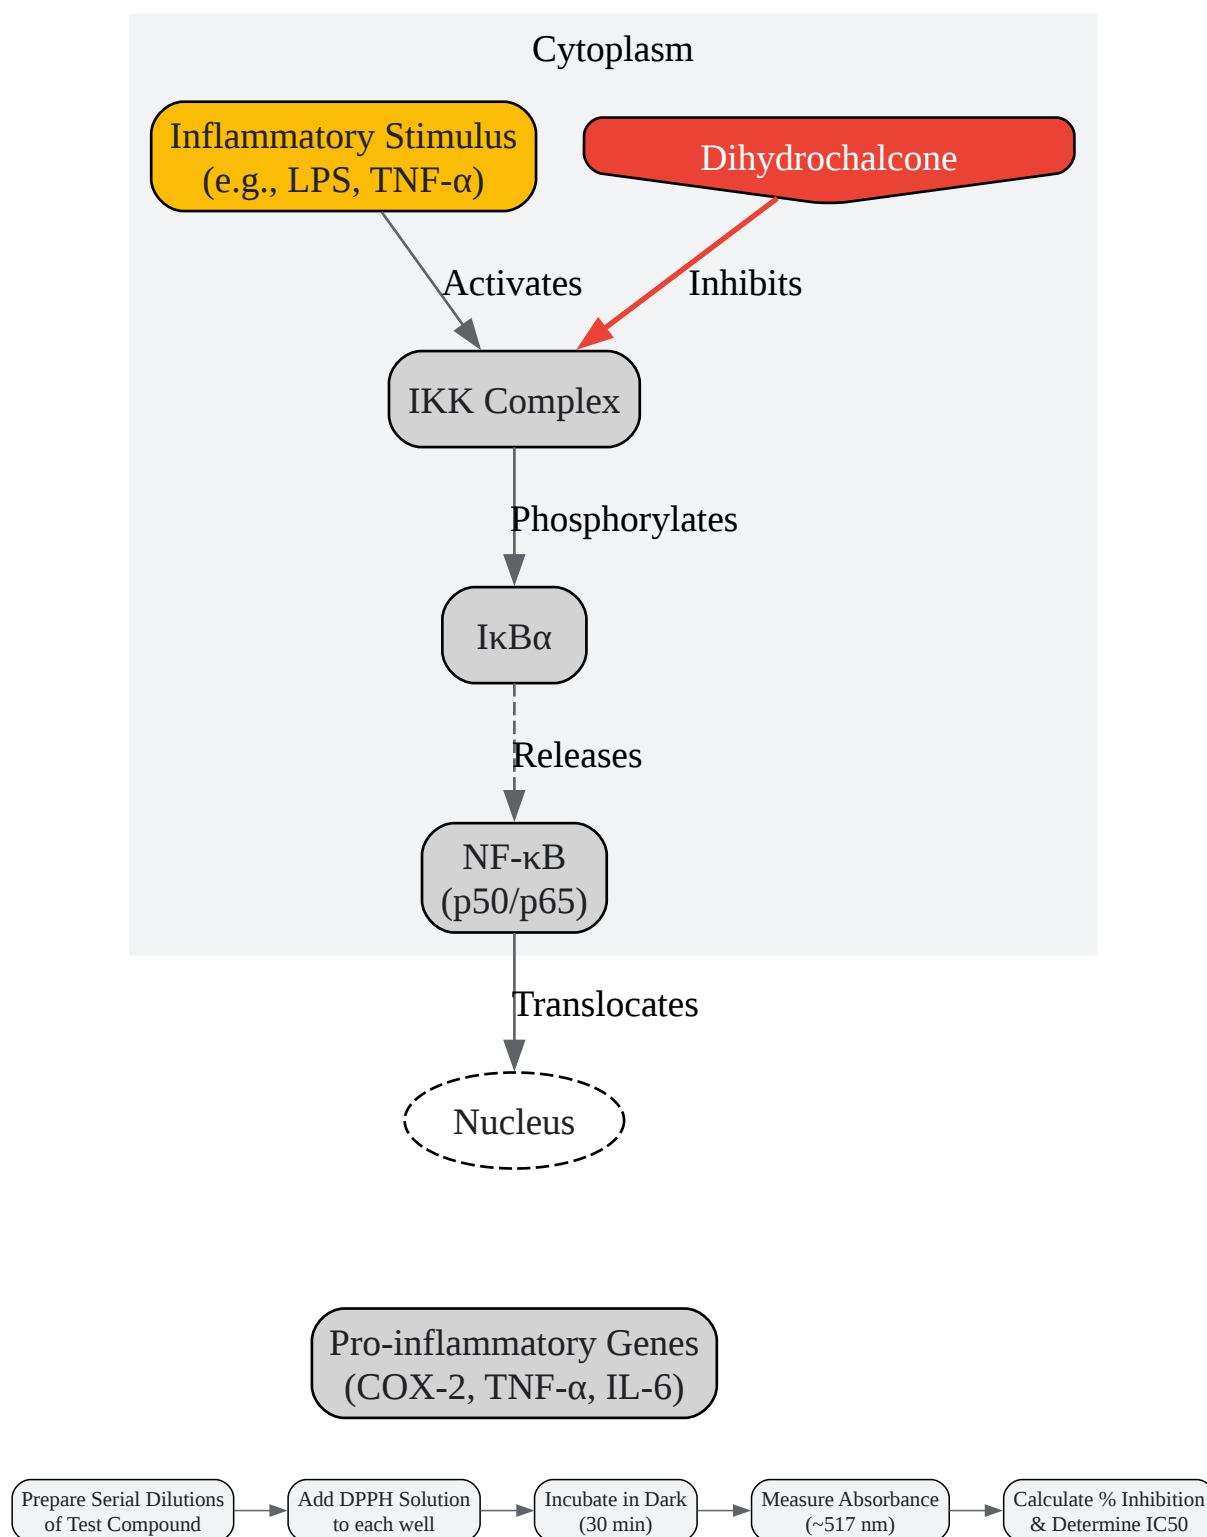 Cytoplasm
Inflammatory Stimulus
(e.g., LPS, TNF-α)
Dihydrochalcone
Activates
Inhibits
IKK Complex
Phosphorylates
IκBα
Releases
NF-κB
(p50/p65)
Translocates
Nucleus
Pro-inflammatory Genes
(COX-2, TNF-α, IL-6)
Prepare Serial Dilutions
of Test Compound
Add DPPH Solution
to each well
Incubate in Dark
(30 min)
Measure Absorbance
(~517 nm)
Calculate % Inhibition
& Determine IC50